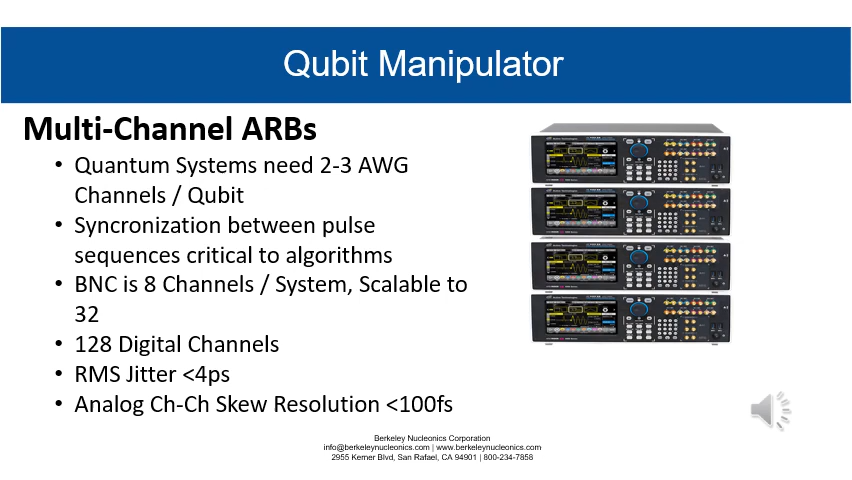 Qubit Manipulator
Multi-Channel ARBs
• Quantum Systems need 2-3 AWG
Channels / Qubit
• Syncronization between pulse
sequences critical to algorithms
• BNC is 8 Channels / System, Scalable to
32
• 128 Digital Channels
• RMS Jitter <4ps
• Analog Ch-Ch Skew Resolution <100fs
Berkeley Nucleonics Corporation
info@berkeleynucleonics.com | www.berkeleynucleonics.com
2955 Kerner Blvd, San Rafael, CA 94901 | 800-234-7858